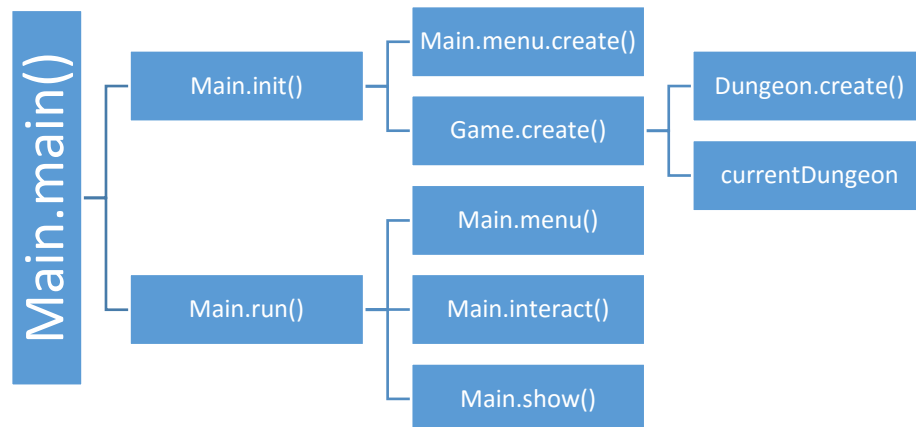 Main.main()
Main.init()
Main.menu.create()
Game.create()
Dungeon.create()
currentDungeon
Main.run()
Main.menu()
Main.interact()
Main.show()